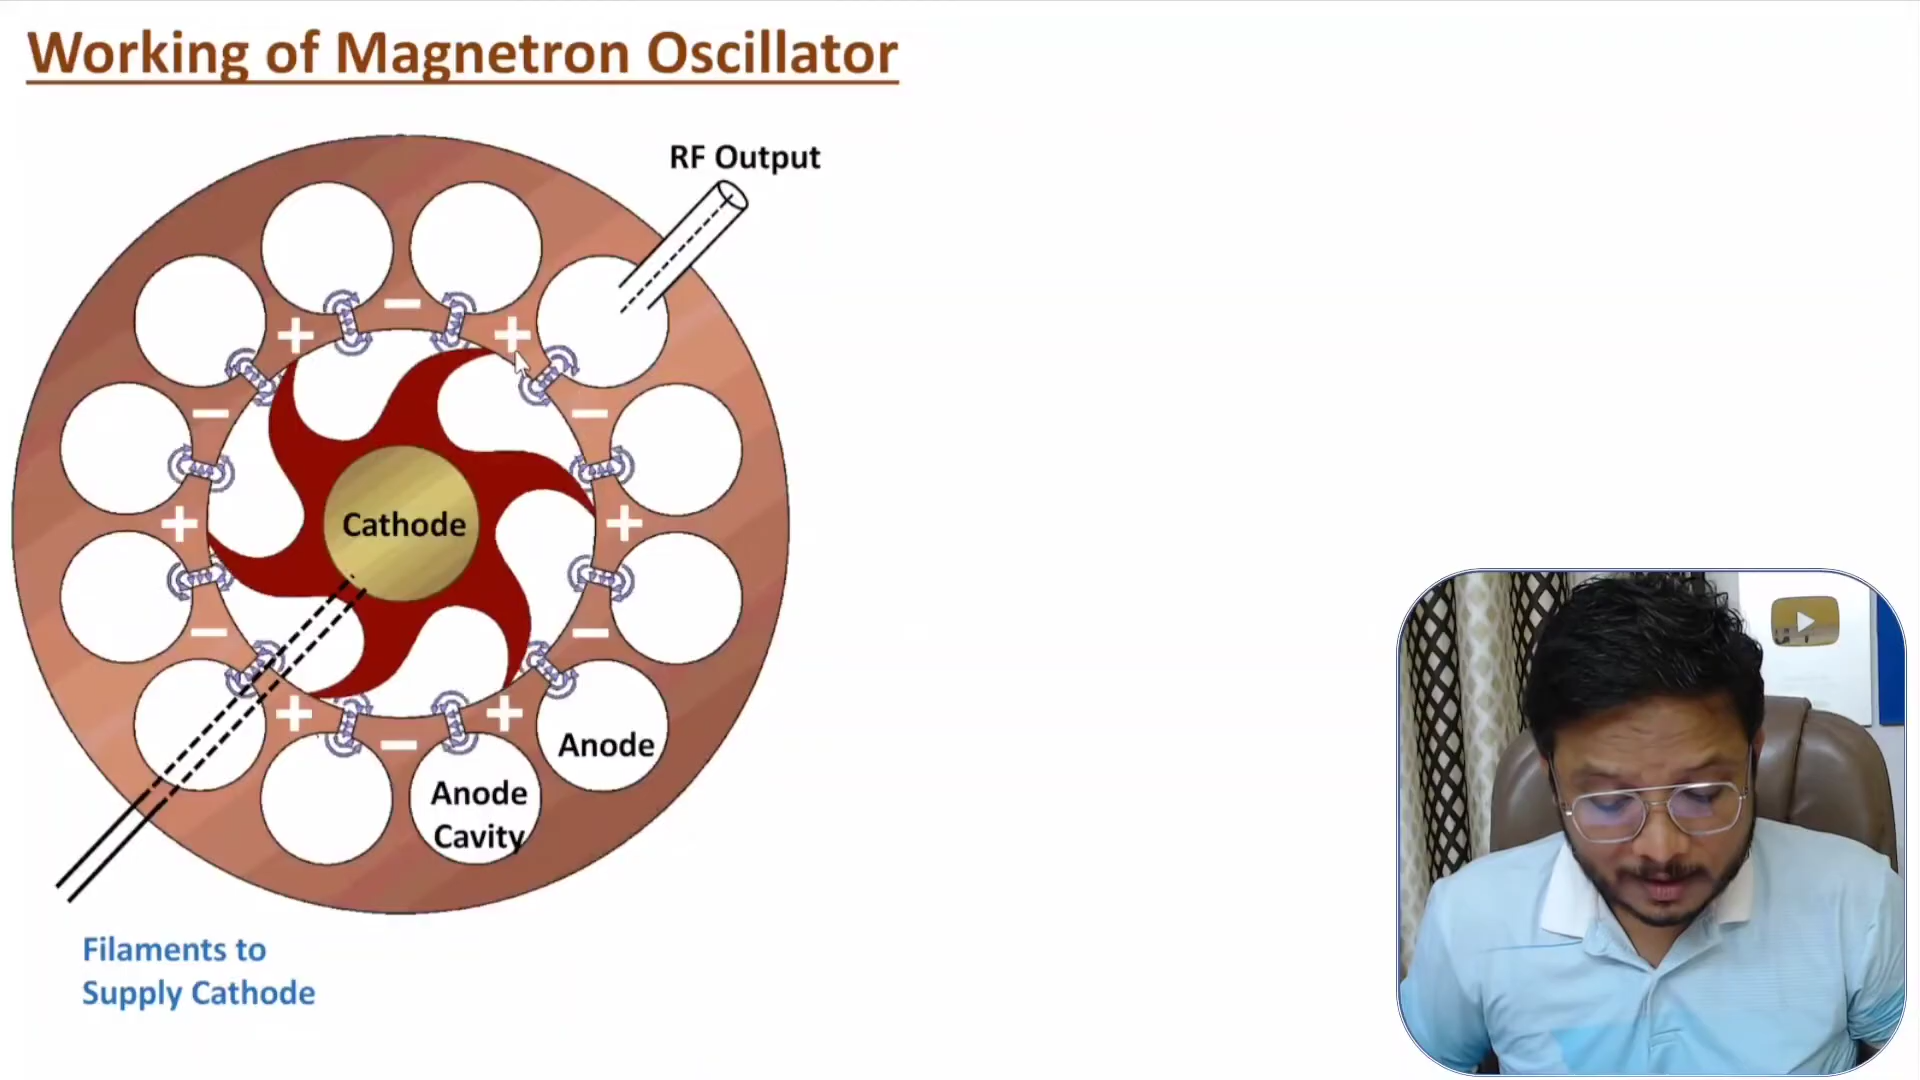 Working of Magnetron Oscillator
RF Output
+
−
+
−
−
+
Cathode
+
−
−
+
−
+
Anode
Anode
Cavity
Filaments to
Supply Cathode